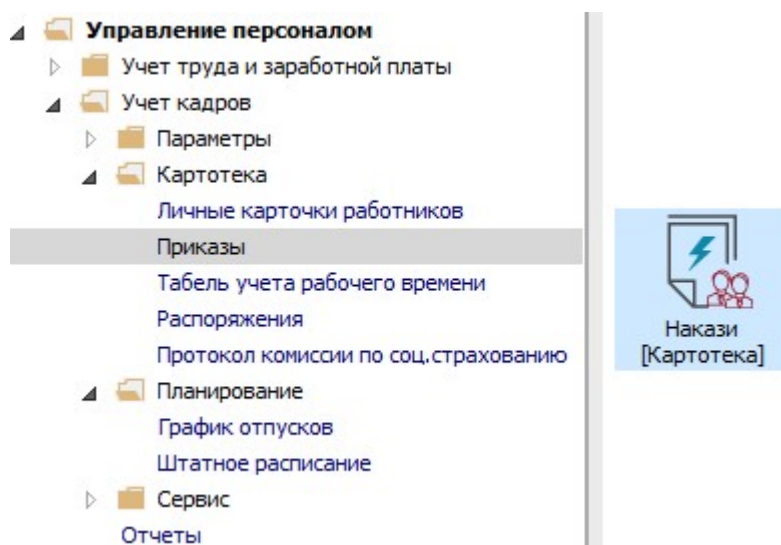 Управление персоналом
Учет труда и заработной платы
Учет кадров
Параметры
Картотека
Личные карточки работников
Приказы
Табель учета рабочего времени
Распоряжения
Протокол комиссии по соц.страхованию
Планирование
График отпусков
Штатное расписание
Сервис
Отчеты
Накази
[Картотека]